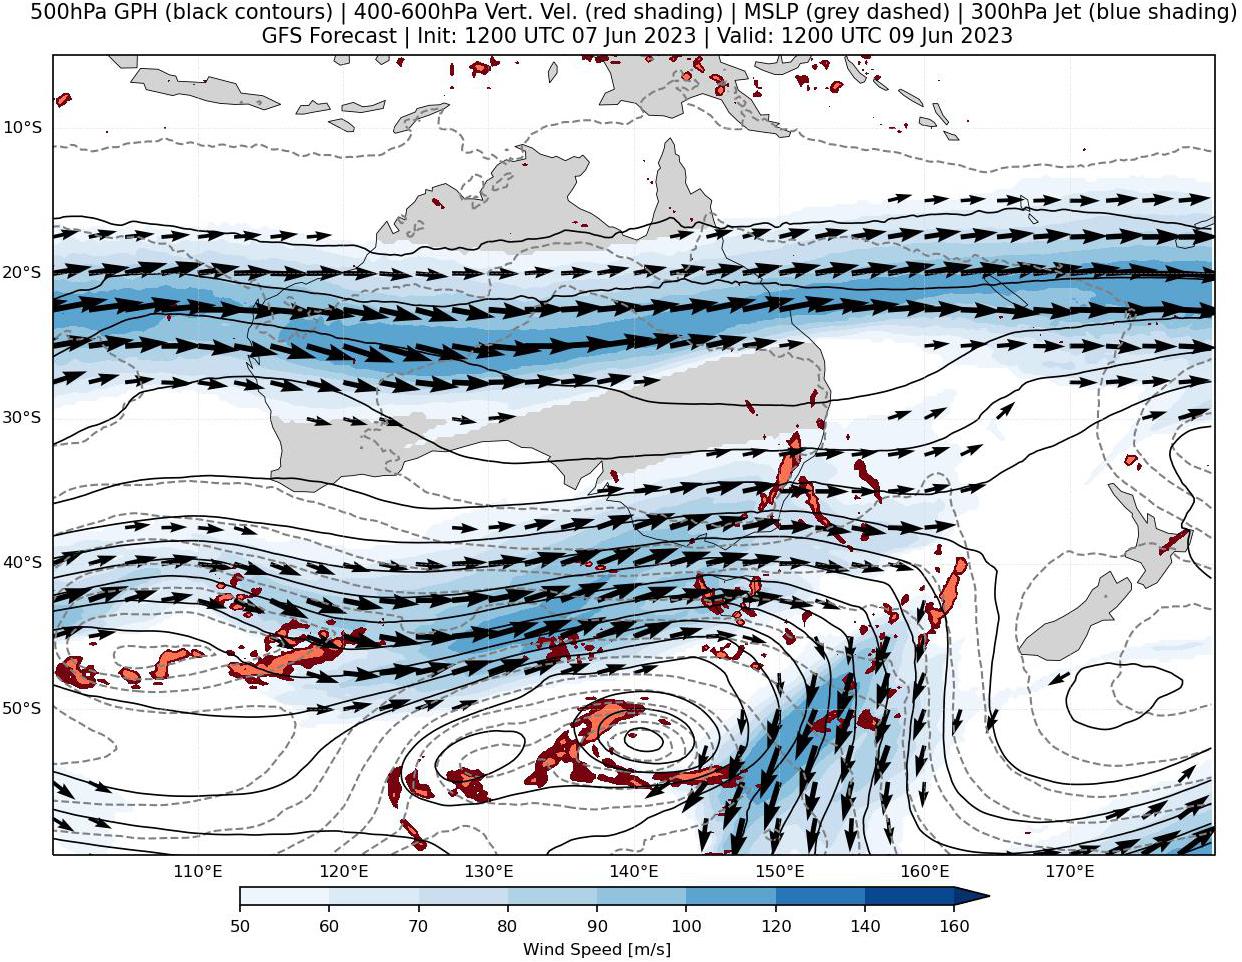 500hPa GPH (black contours) | 400-600hPa Vert. Vel. (red shading) | MSLP (grey dashed) | 300hPa Jet (blue shading)
GFS Forecast | Init: 1200 UTC 07 Jun 2023 | Valid: 1200 UTC 09 Jun 2023
10°S
20°S
30°S
40°S
50°S
110°E 120°E 130°E 140°E 150°E 160°E 170°E
50 60 70 80 90 100 120 140 160
Wind Speed [m/s]